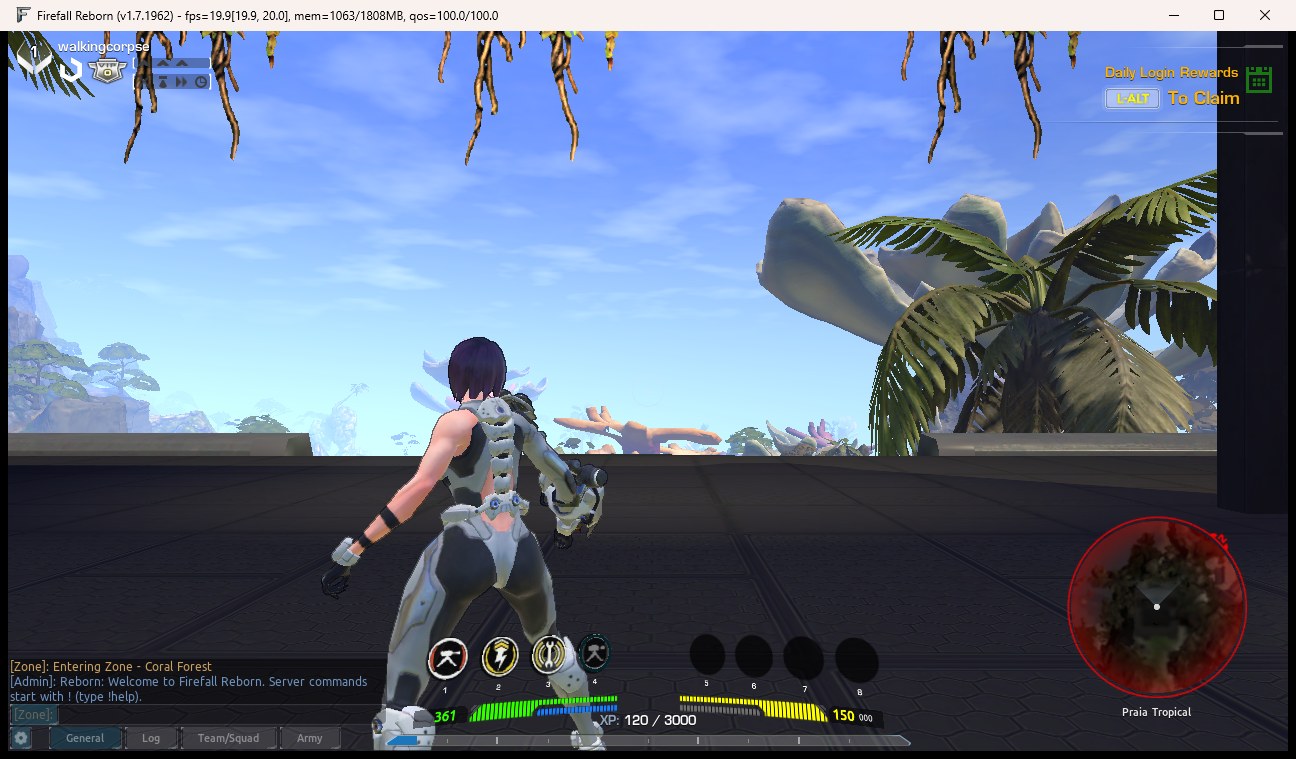 Firefall Reborn (v1.7.1962) - fps=19.9[19.9, 20.0], mem=1063/1808MB, qos=100.0/100.0
1 walkingcorpse
VIP
Daily Login Rewards
L-ALT To Claim
[Zone]: Entering Zone - Coral Forest
[Admin]: Reborn: Welcome to Firefall Reborn. Server commands
start with ! (type !help).
[Zone]:
General Log Team/Squad Army
1 2 3 4 5 6 7 8
361
XP: 120 / 3000
150 000
Praia Tropical